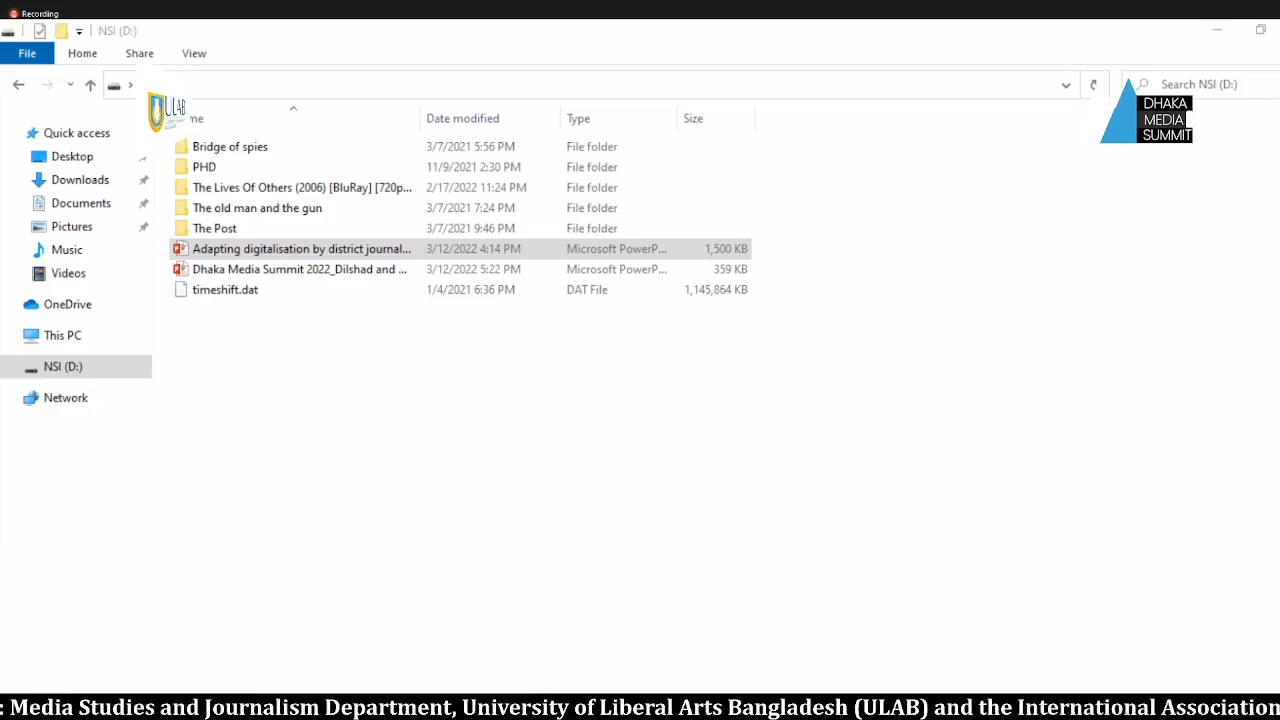 Recording
NSI (D:)
File Home Share View
Search NSI (D:)
ULAB
DHAKA
MEDIA
SUMMIT
me Date modified Type Size
Quick access
Desktop
Downloads
Documents
Pictures
Music
Videos
OneDrive
This PC
NSI (D:)
Network
Bridge of spies 3/7/2021 5:56 PM File folder
PHD 11/9/2021 2:30 PM File folder
The Lives Of Others (2006) [BluRay] [720p... 2/17/2022 11:24 PM File folder
The old man and the gun 3/7/2021 7:24 PM File folder
The Post 3/7/2021 9:46 PM File folder
Adapting digitalisation by district journal... 3/12/2022 4:14 PM Microsoft PowerP... 1,500 KB
Dhaka Media Summit 2022_Dilshad and ... 3/12/2022 5:22 PM Microsoft PowerP... 359 KB
timeshift.dat 1/4/2021 6:36 PM DAT File 1,145,864 KB
: Media Studies and Journalism Department, University of Liberal Arts Bangladesh (ULAB) and the International Association